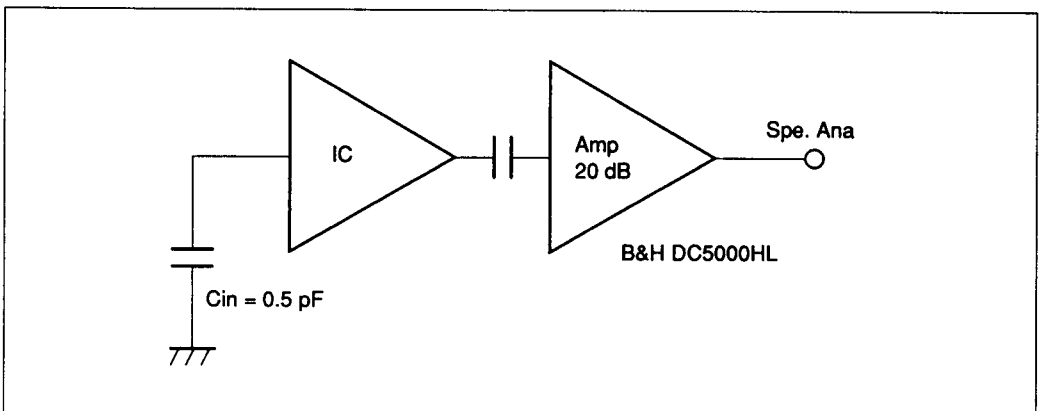 IC
Amp
20 dB
Spe. Ana
B&H DC5000HL
Cin = 0.5 pF